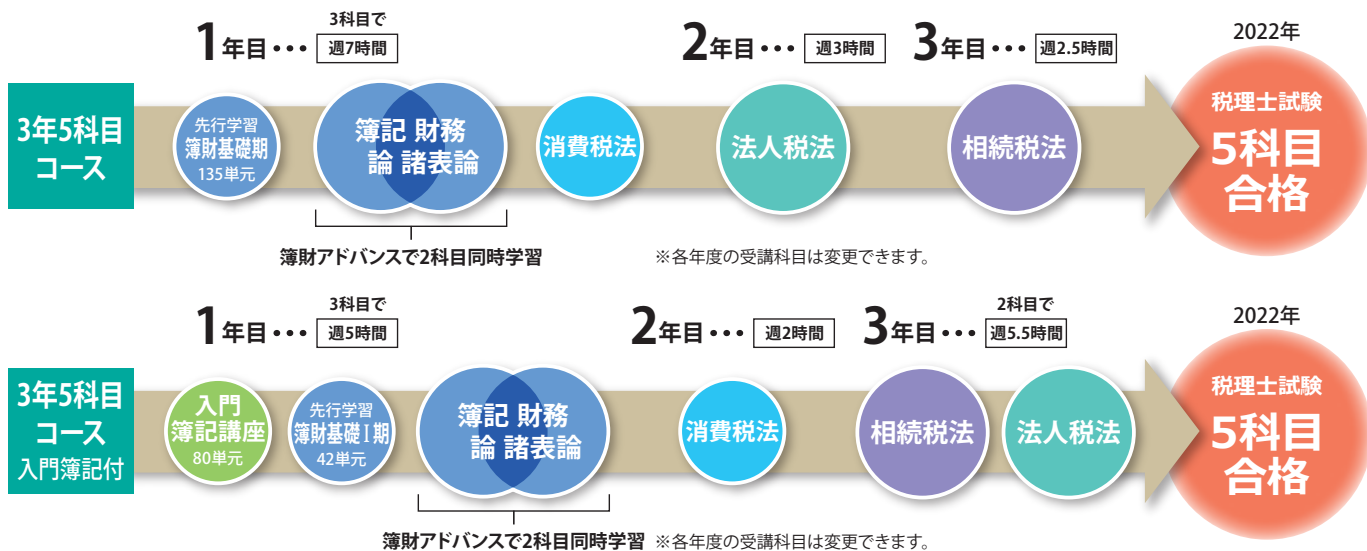 1年目・・・
3科目で
週7時間
2年目・・・
週3時間
3年目・・・
週2.5時間
2022年
3年5科目
コース
先行学習
簿財基礎期
135単元
簿記 財務
論 諸表論
消費税法
法人税法
相続税法
税理士試験
5科目
合格
簿財アドバンスで2科目同時学習
※各年度の受講科目は変更できます。
1年目・・・
3科目で
週5時間
2年目・・・
週2時間
3年目・・・
2科目で
週5.5時間
2022年
3年5科目
コース
入門簿記付
入門
簿記講座
80単元
先行学習
簿財基礎Ⅰ期
42単元
簿記 財務
論 諸表論
消費税法
相続税法
法人税法
税理士試験
5科目
合格
簿財アドバンスで2科目同時学習
※各年度の受講科目は変更できます。